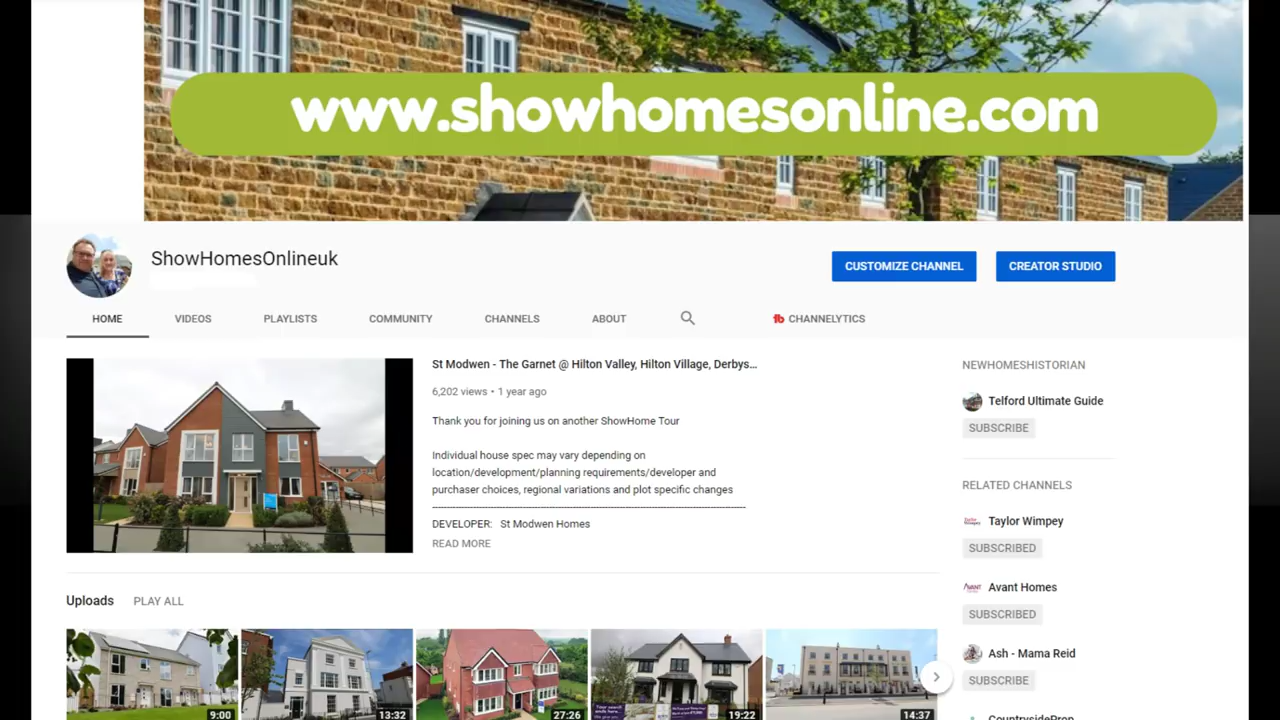 www.showhomesonline.com
ShowHomesOnlineuk
CUSTOMIZE CHANNEL
CREATOR STUDIO
HOME
VIDEOS
PLAYLISTS
COMMUNITY
CHANNELS
ABOUT
CHANNELYTICS
St Modwen - The Garnet @ Hilton Valley, Hilton Village, Derbys...
6,202 views • 1 year ago
Thank you for joining us on another ShowHome Tour
Individual house spec may vary depending on
location/development/planning requirements/developer and
purchaser choices, regional variations and plot specific changes
DEVELOPER: St Modwen Homes
READ MORE
NEWHOMESHISTORIAN
Telford Ultimate Guide
SUBSCRIBE
RELATED CHANNELS
Taylor Wimpey
SUBSCRIBED
Avant Homes
SUBSCRIBED
Ash - Mama Reid
SUBSCRIBE
CountrysideProp
Uploads
PLAY ALL
9:00
13:32
27:26
19:22
14:37